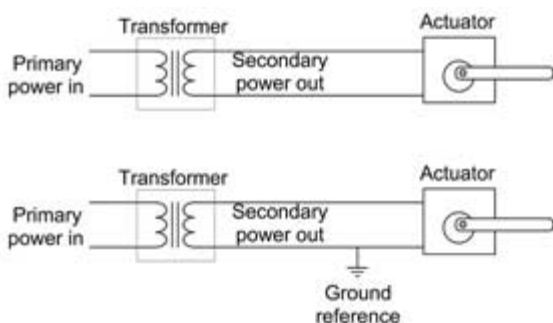 Transformer
Actuator
Primary
power in
Secondary
power out
Transformer
Actuator
Primary
power in
Secondary
power out
Ground
reference